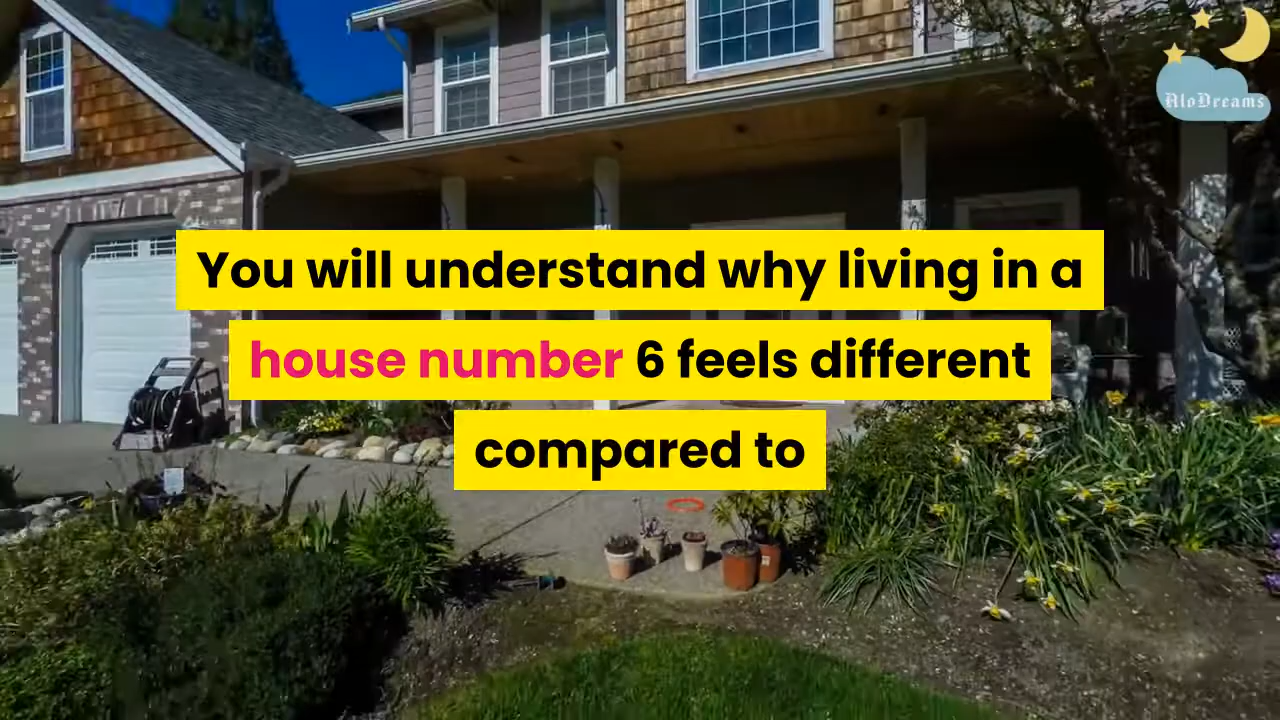 AloDreams
You will understand why living in a
house number 6 feels different
compared to